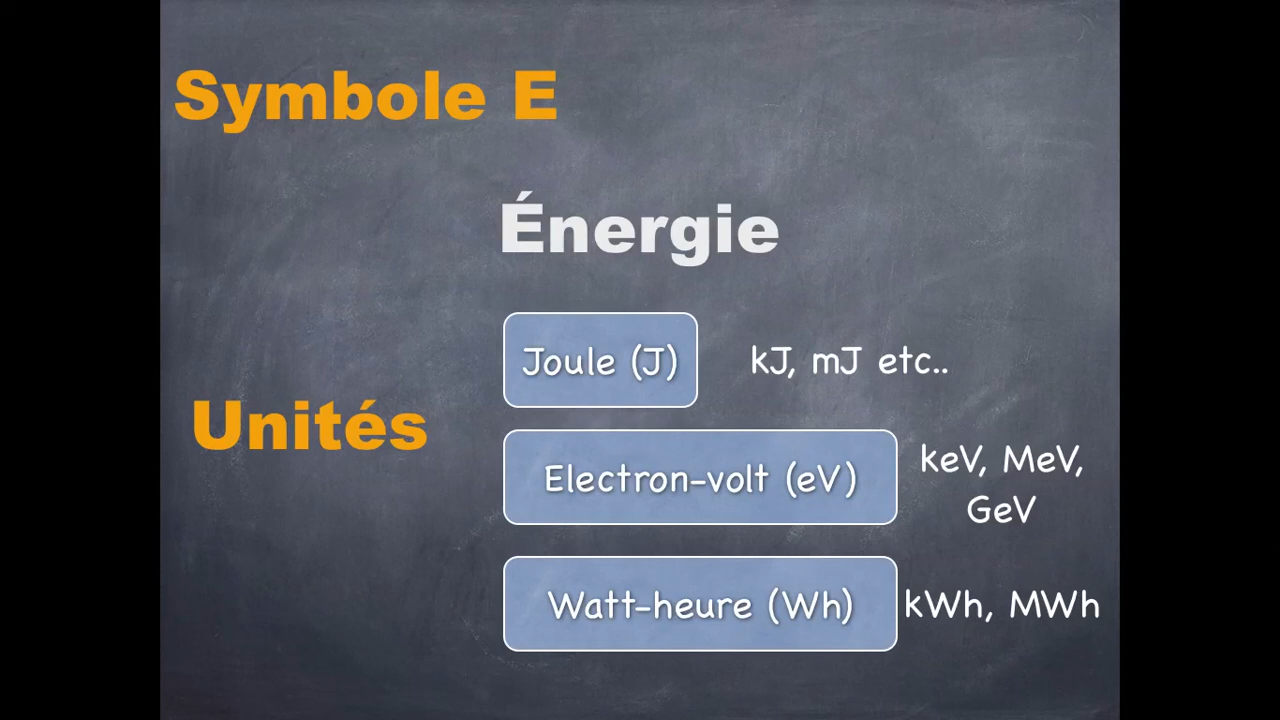 Symbole E
Énergie
Unités
Joule (J)
kJ, mJ etc..
Electron-volt (eV)
keV, MeV,
GeV
Watt-heure (Wh)
kWh, MWh